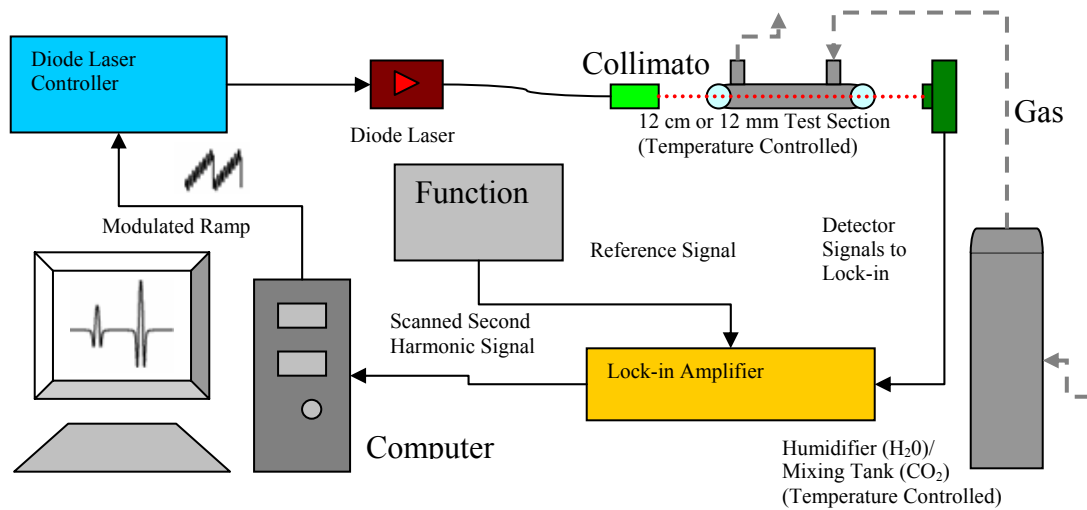 Diode Laser
Controller
Collimato
Gas
Diode Laser
12 cm or 12 mm Test Section
(Temperature Controlled)
Modulated Ramp
Function
Reference Signal
Detector
Signals to
Lock-in
Scanned Second
Harmonic Signal
Lock-in Amplifier
Computer
Humidifier (H₂0)/
Mixing Tank (CO₂)
(Temperature Controlled)